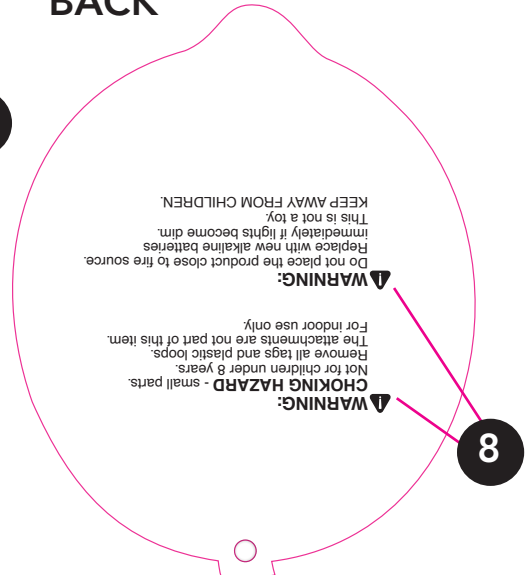 BACK
⚠ WARNING:
CHOKING HAZARD - small parts.
Not for children under 8 years.
Remove all tags and plastic loops.
The attachments are not part of this item.
For indoor use only.
⚠ WARNING:
Do not place the product close to fire source.
Replace with new alkaline batteries
immediately if lights become dim.
This is not a toy.
KEEP AWAY FROM CHILDREN.
8